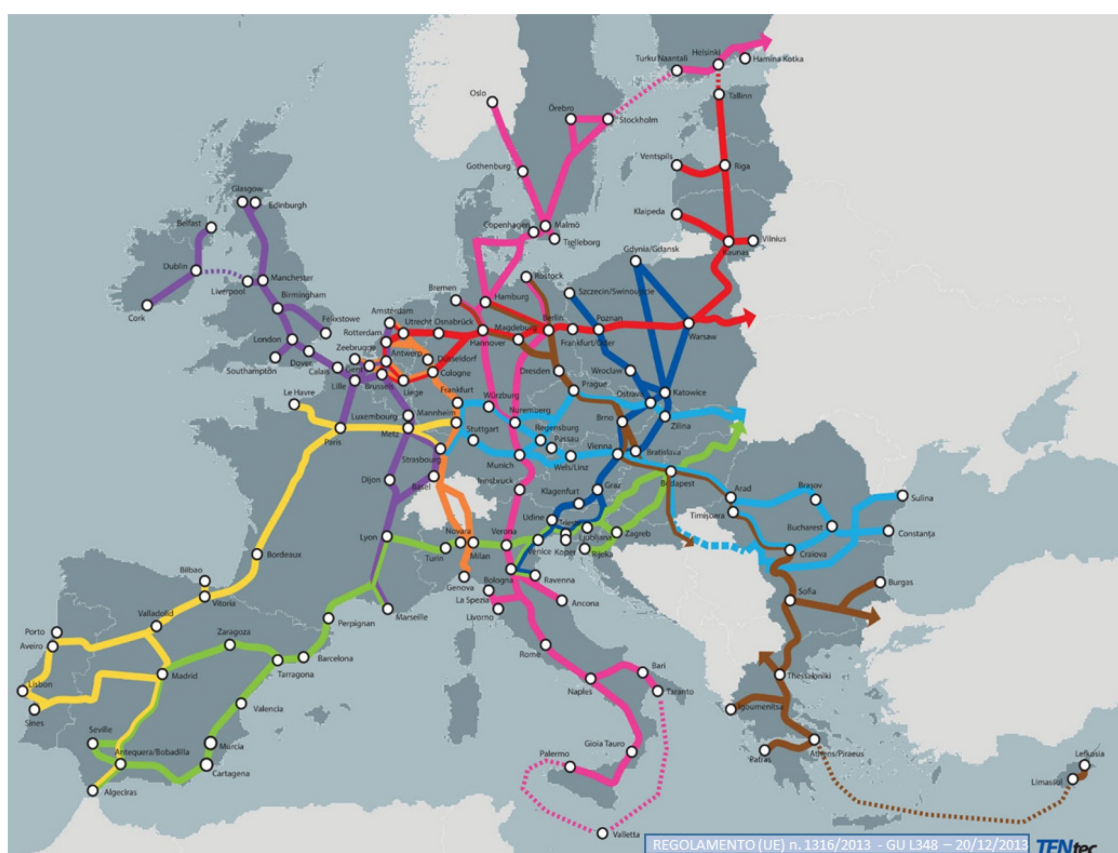 Turku Naantali
Helsinki
Hamina Kotka
Oslo
Örebro
Stockholm
Tallinn
Ventspils
Riga
Gothenburg
Glasgow
Edinburgh
Klaipeda
Belfast
Copenhagen
Malmö
Trelleborg
Kaunas
Vilnius
Gdynia/Gdansk
Dublin
Liverpool
Manchester
Rostock
Szczecin/Swinoujscie
Cork
Birmingham
Bremen
Hamburg
Felixstowe
Amsterdam
Utrecht
Osnabrück
Magdeburg
Berlin
Poznan
Rotterdam
Hannover
Frankfurt/Oder
Warsaw
London
Zeebrugge
Antwerp
Düsseldorf
Southampton
Dover
Calais
Gent
Cologne
Dresden
Wroclaw
Lille
Brussels
Liège
Frankfurt
Prague
Ostrava
Katowice
Le Havre
Luxembourg
Mannheim
Würzburg
Nuremberg
Paris
Metz
Stuttgart
Regensburg
Brno
Zilina
Passau
Strasbourg
Munich
Wels/Linz
Vienna
Bratislava
Dijon
Basel
Innsbruck
Budapest
Klagenfurt
Graz
Arad
Braşov
Sulina
Timişoara
Udine
Trieste
Lyon
Novara
Verona
Ljubljana
Zagreb
Bucharest
Constanţa
Turin
Milan
Venice
Koper
Rijeka
Craiova
Bordeaux
Genova
Bologna
Ravenna
Bilbao
La Spezia
Sofia
Burgas
Vitoria
Livorno
Ancona
Marseille
Valladolid
Perpignan
Porto
Zaragoza
Aveiro
Barcelona
Rome
Madrid
Tarragona
Bari
Thessaloniki
Lisbon
Naples
Taranto
Sines
Valencia
Igoumenitsa
Seville
Murcia
Gioia Tauro
Athens/Piraeus
Antequera/Bobadilla
Palermo
Patras
Lefkosia
Cartagena
Limassol
Algeciras
Valletta
REGOLAMENTO (UE) n. 1316/2013 - GU L348 – 20/12/2013
TENtec